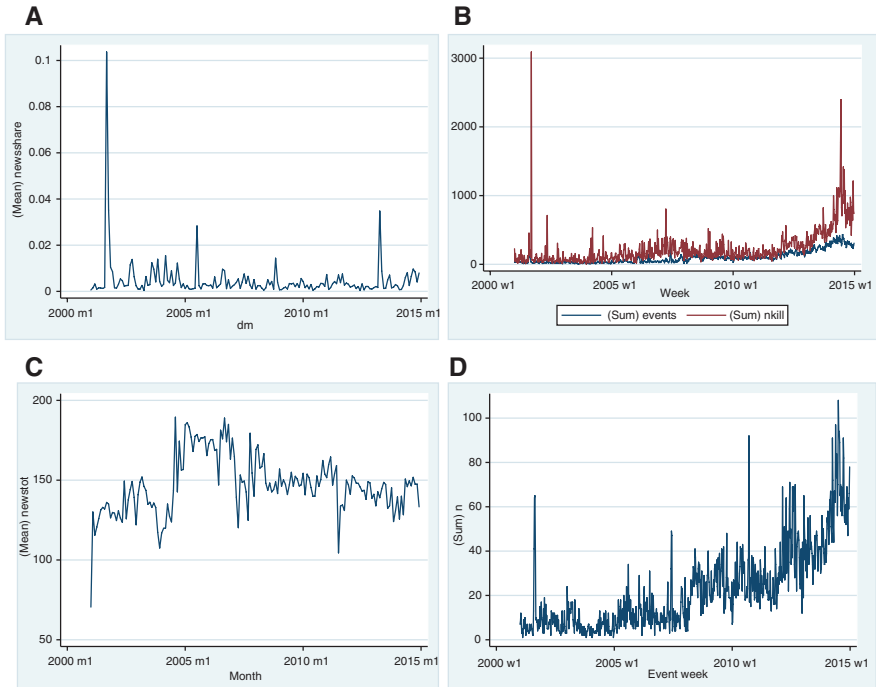 A
(Mean) newsshare
0.1
0.08
0.06
0.04
0.02
0
2000 m1
2005 m1
2010 m1
2015 m1
dm
B
3000
2000
1000
0
2000 w1
2005 w1
2010 w1
2015 w1
Week
(Sum) events
(Sum) nkill
C
(Mean) newstot
200
150
100
50
2000 m1
2005 m1
2010 m1
2015 m1
Month
D
(Sum) n
100
80
60
40
20
0
2000 w1
2005 w1
2010 w1
2015 w1
Event week